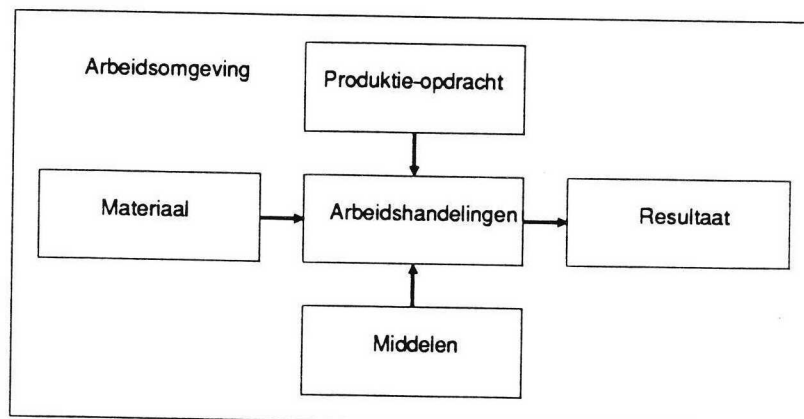 Arbeidsomgeving
Produktie-opdracht
Materiaal
Arbeidshandelingen
Resultaat
Middelen